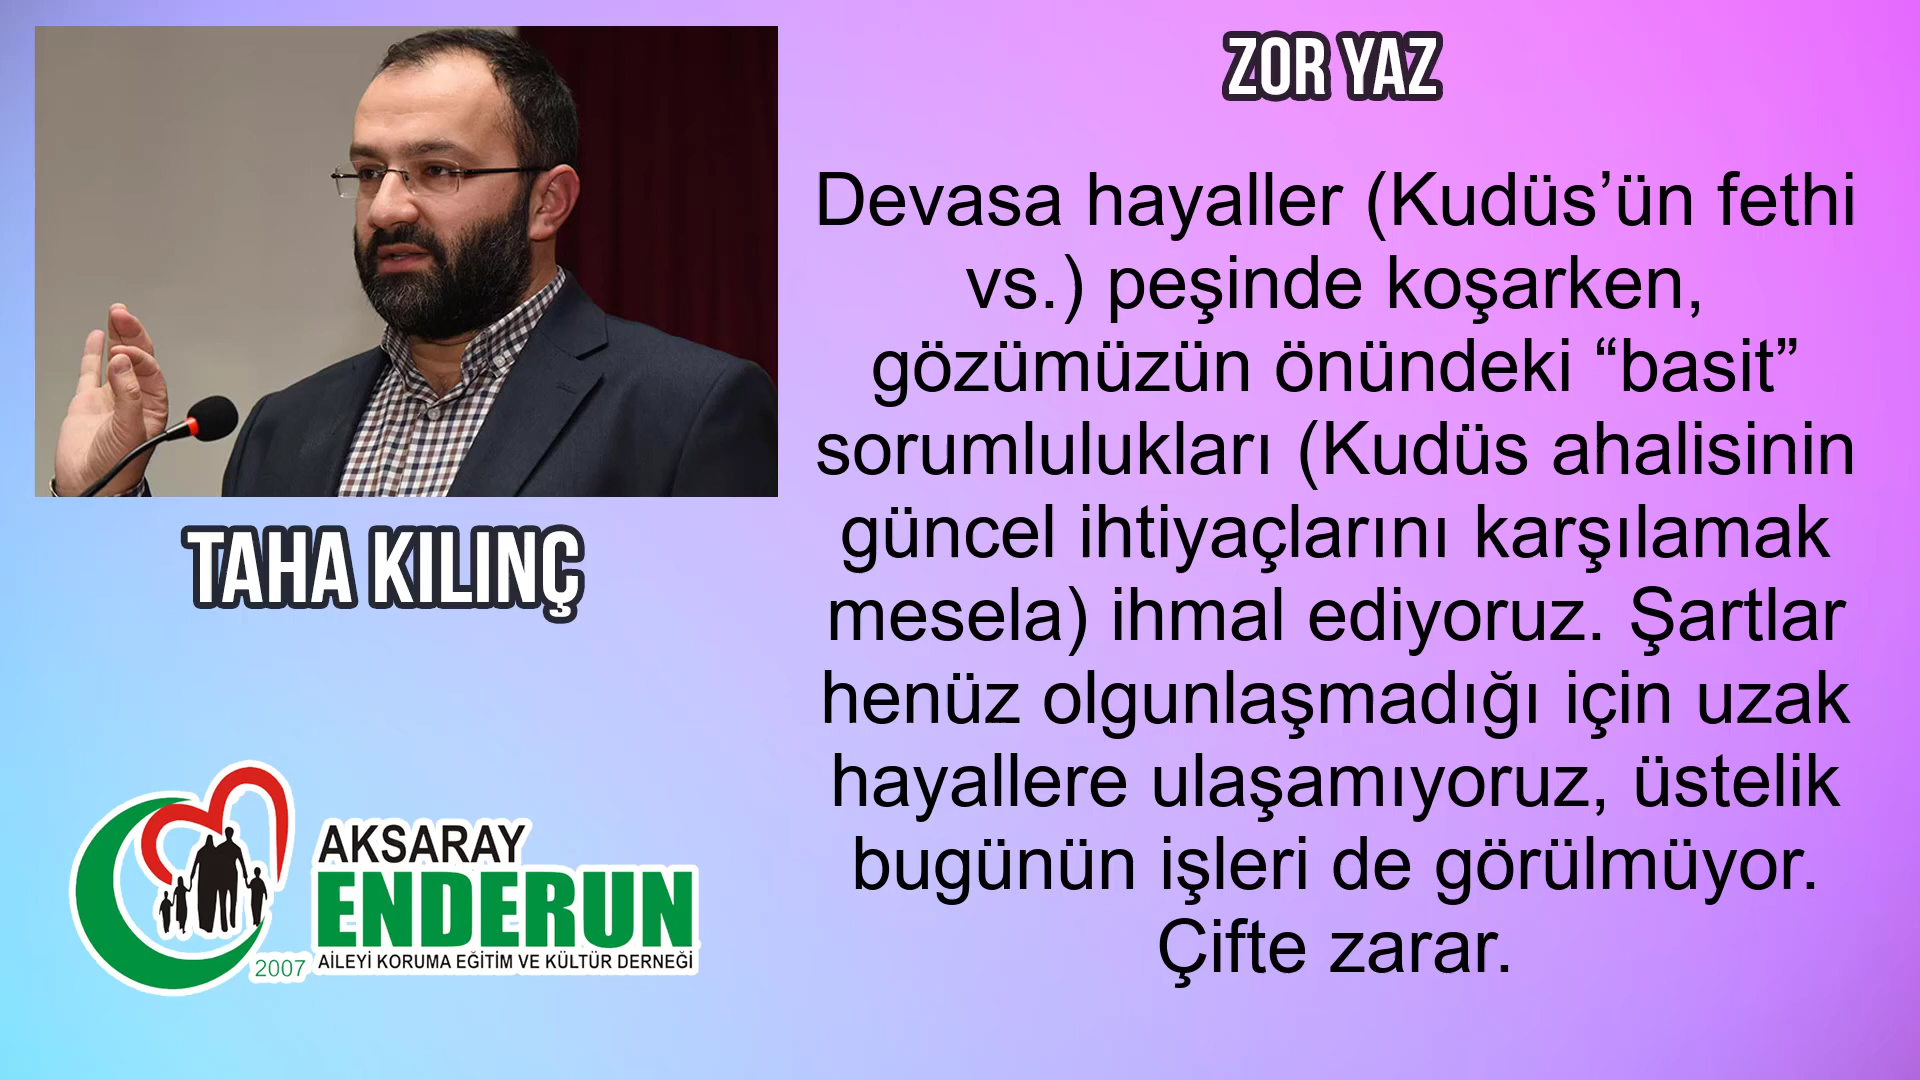 ZOR YAZ
Devasa hayaller (Kudüs’ün fethi
vs.) peşinde koşarken,
gözümüzün önündeki “basit”
sorumlulukları (Kudüs ahalisinin
güncel ihtiyaçlarını karşılamak
mesela) ihmal ediyoruz. Şartlar
henüz olgunlaşmadığı için uzak
hayallere ulaşamıyoruz, üstelik
bugünün işleri de görülmüyor.
Çifte zarar.
TAHA KILINÇ
AKSARAY
ENDERUN
2007 AİLEYİ KORUMA EĞİTİM VE KÜLTÜR DERNEĞİ